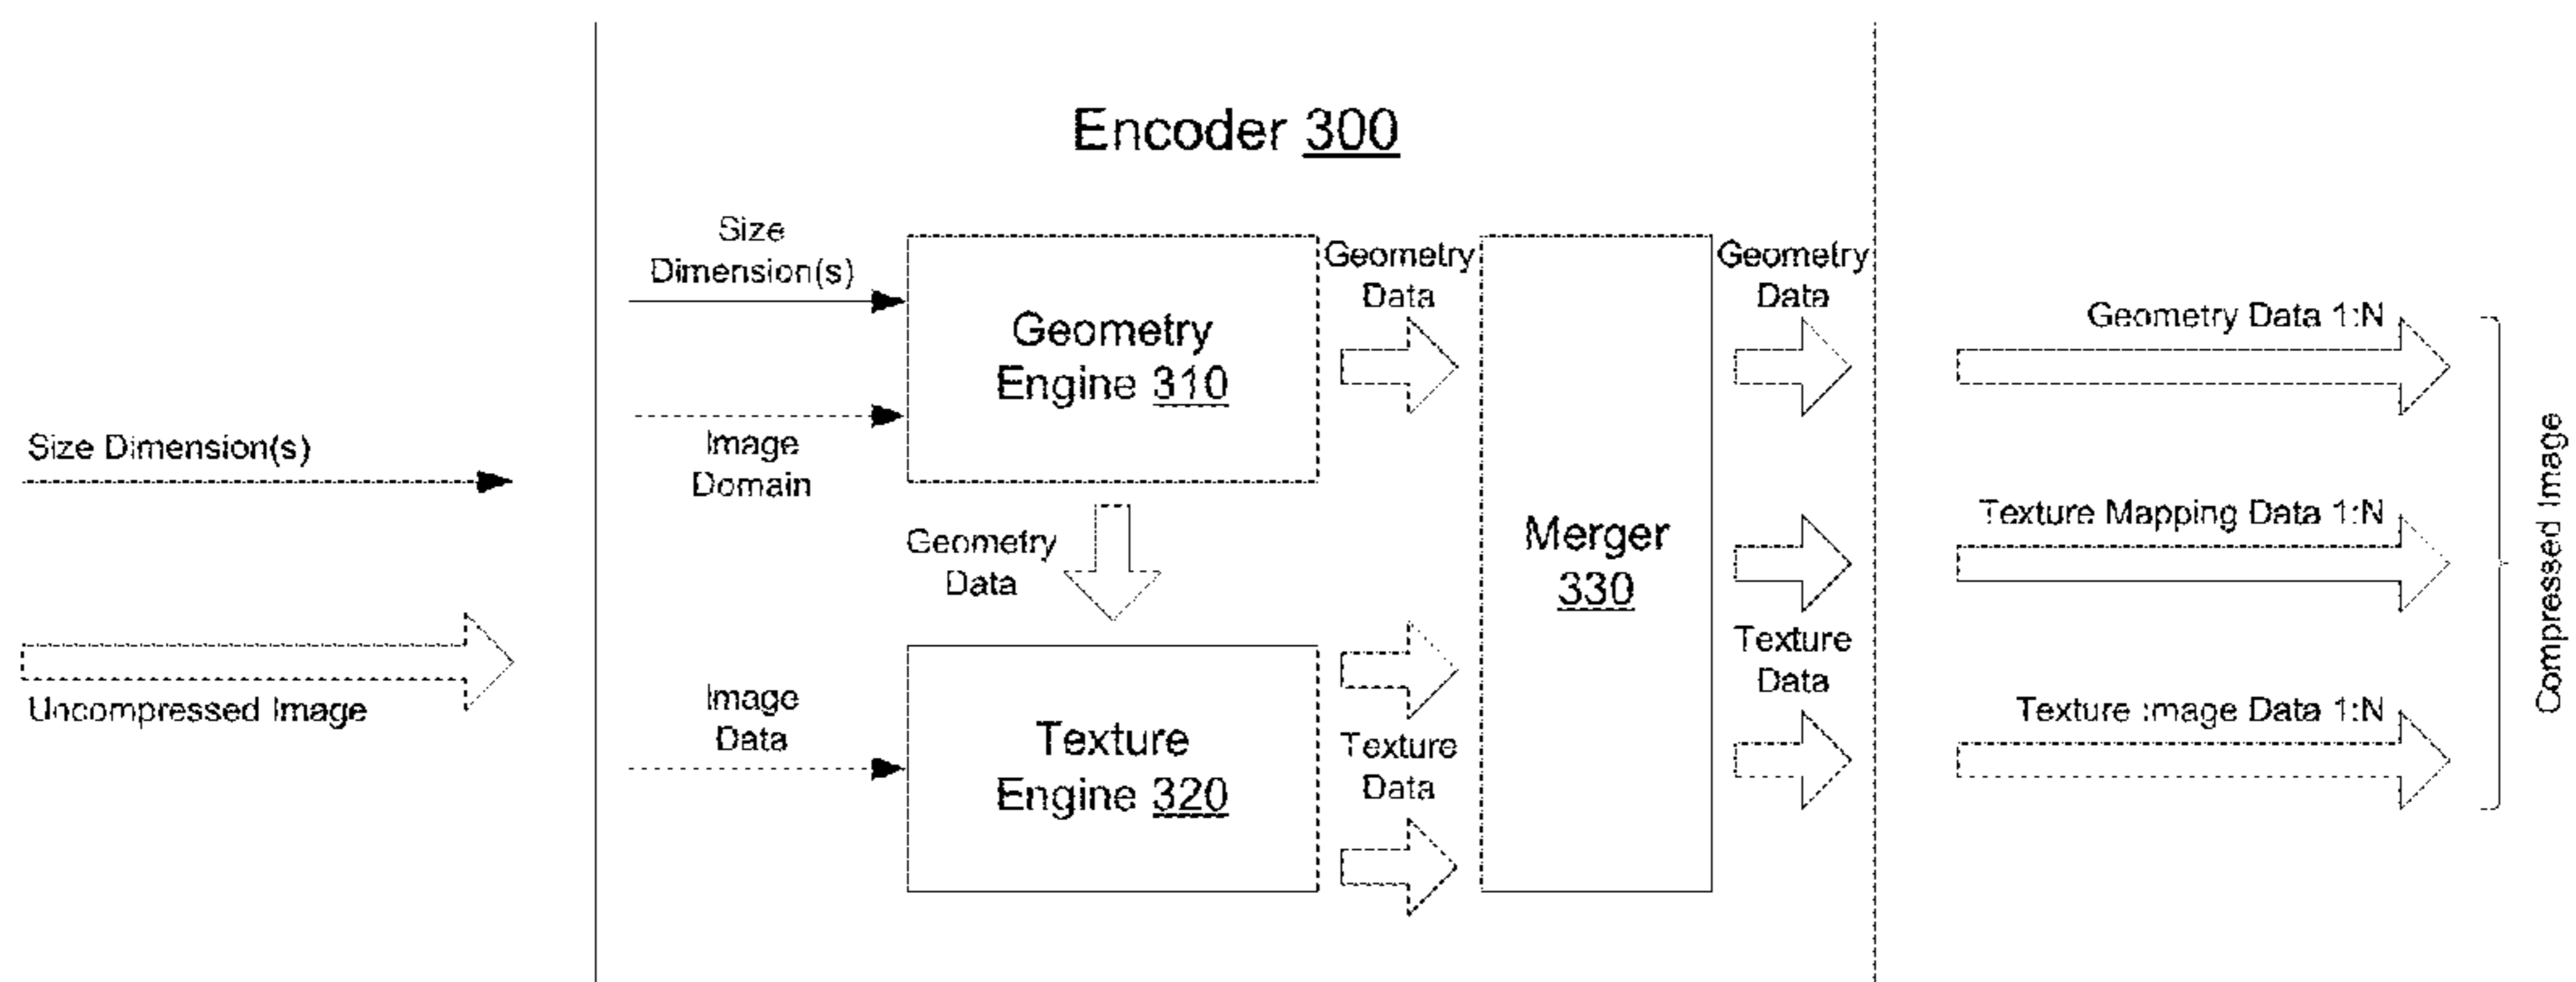 Encoder 300
Size Dimension(s)
Uncompressed Image
Size
Dimension(s)
Image
Domain
Image
Data
Geometry
Engine 310
Geometry
Data
Texture
Engine 320
Geometry
Data
Texture
Data
Merger
330
Geometry
Data
Texture
Data
Geometry Data 1:N
Texture Mapping Data 1:N
Texture Image Data 1:N
Compressed Image